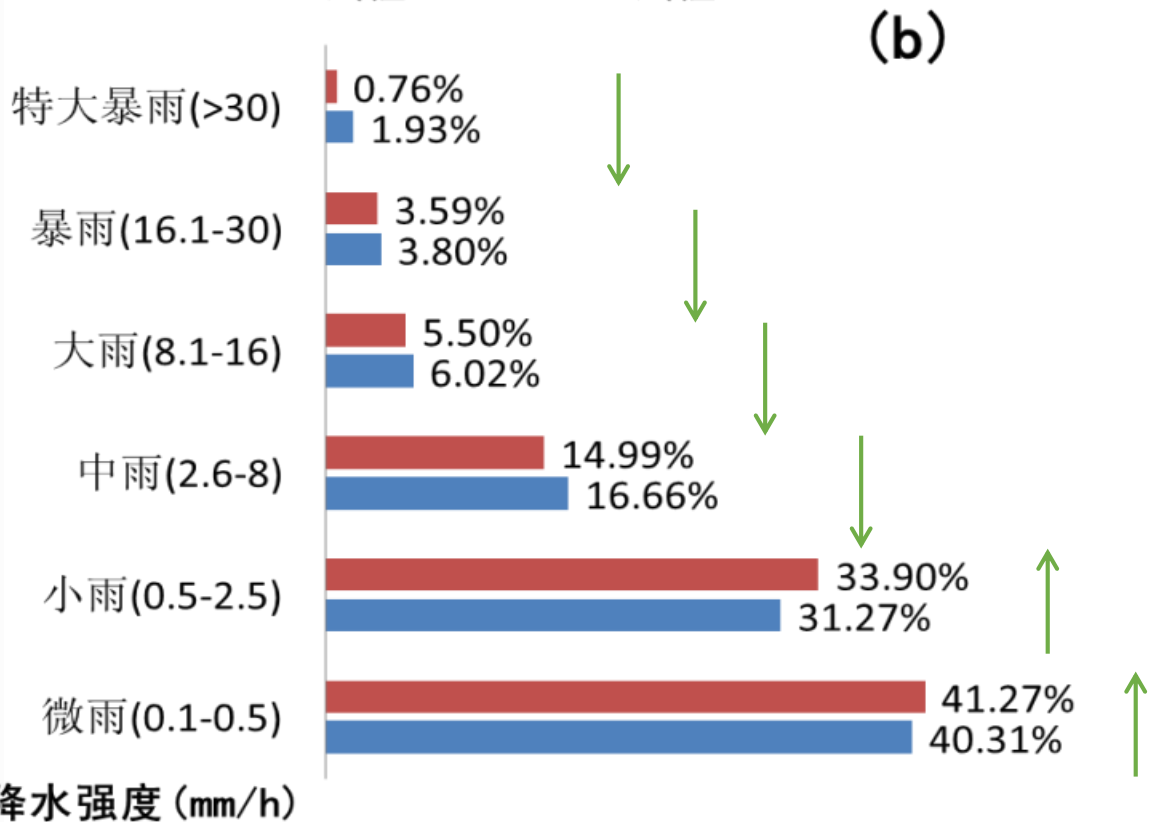 (b)
特大暴雨(>30)
0.76%
1.93%
暴雨(16.1-30)
3.59%
3.80%
大雨(8.1-16)
5.50%
6.02%
中雨(2.6-8)
14.99%
16.66%
小雨(0.5-2.5)
33.90%
31.27%
微雨(0.1-0.5)
41.27%
40.31%
降水强度(mm/h)